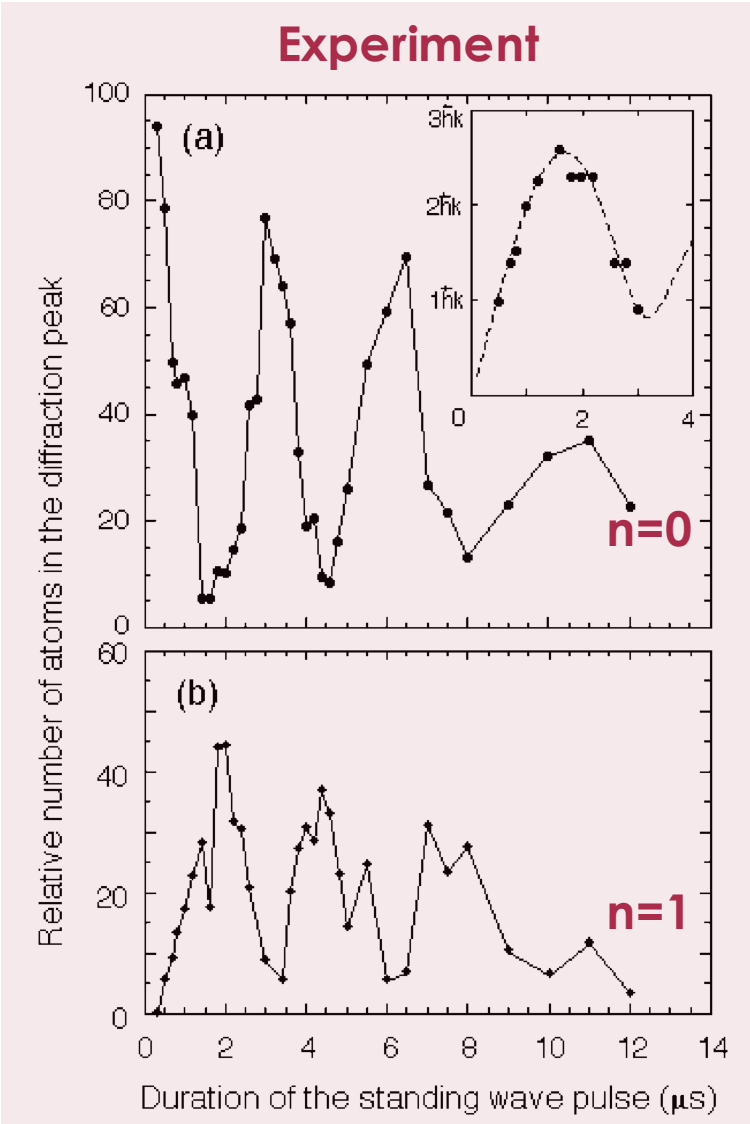 Experiment
100
80
60
40
20
0
(a)
3ħk
2ħk
1ħk
0
2
4
n=0
Relative number of atoms in the diffraction peak
60
40
20
0
(b)
n=1
0 2 4 6 8 10 12 14
Duration of the standing wave pulse (μs)